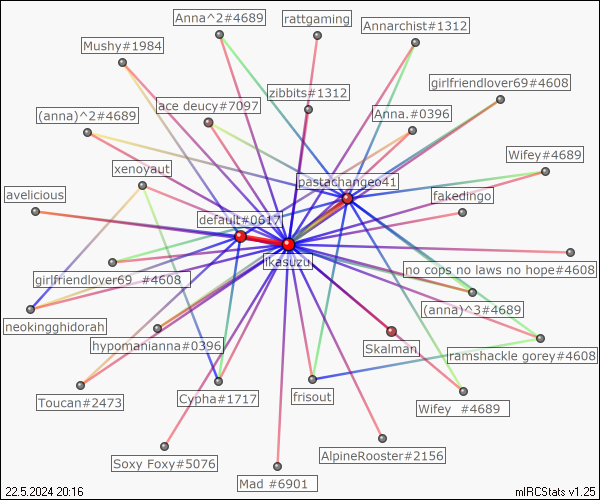 Anna^2#4689
rattgaming
Annarchist#1312
Mushy#1984
girlfriendlover69#4608
zibbits#1312
ace deucy#7097
(anna)^2#4689
Anna.#0396
Wifey#4689
xenoyaut
pastachangeo41
avelicious
fakedingo
default#0617
ikasuzu
no cops no laws no hope#4608
girlfriendlover69 #4608
(anna)^3#4689
neokingghidorah
hypomanianna#0396
Skalman
ramshackle gorey#4608
Toucan#2473
Cypha#1717
frisout
Wifey #4689
AlpineRooster#2156
Soxy Foxy#5076
Mad #6901
22.5.2024 20:16
mIRCStats v1.25